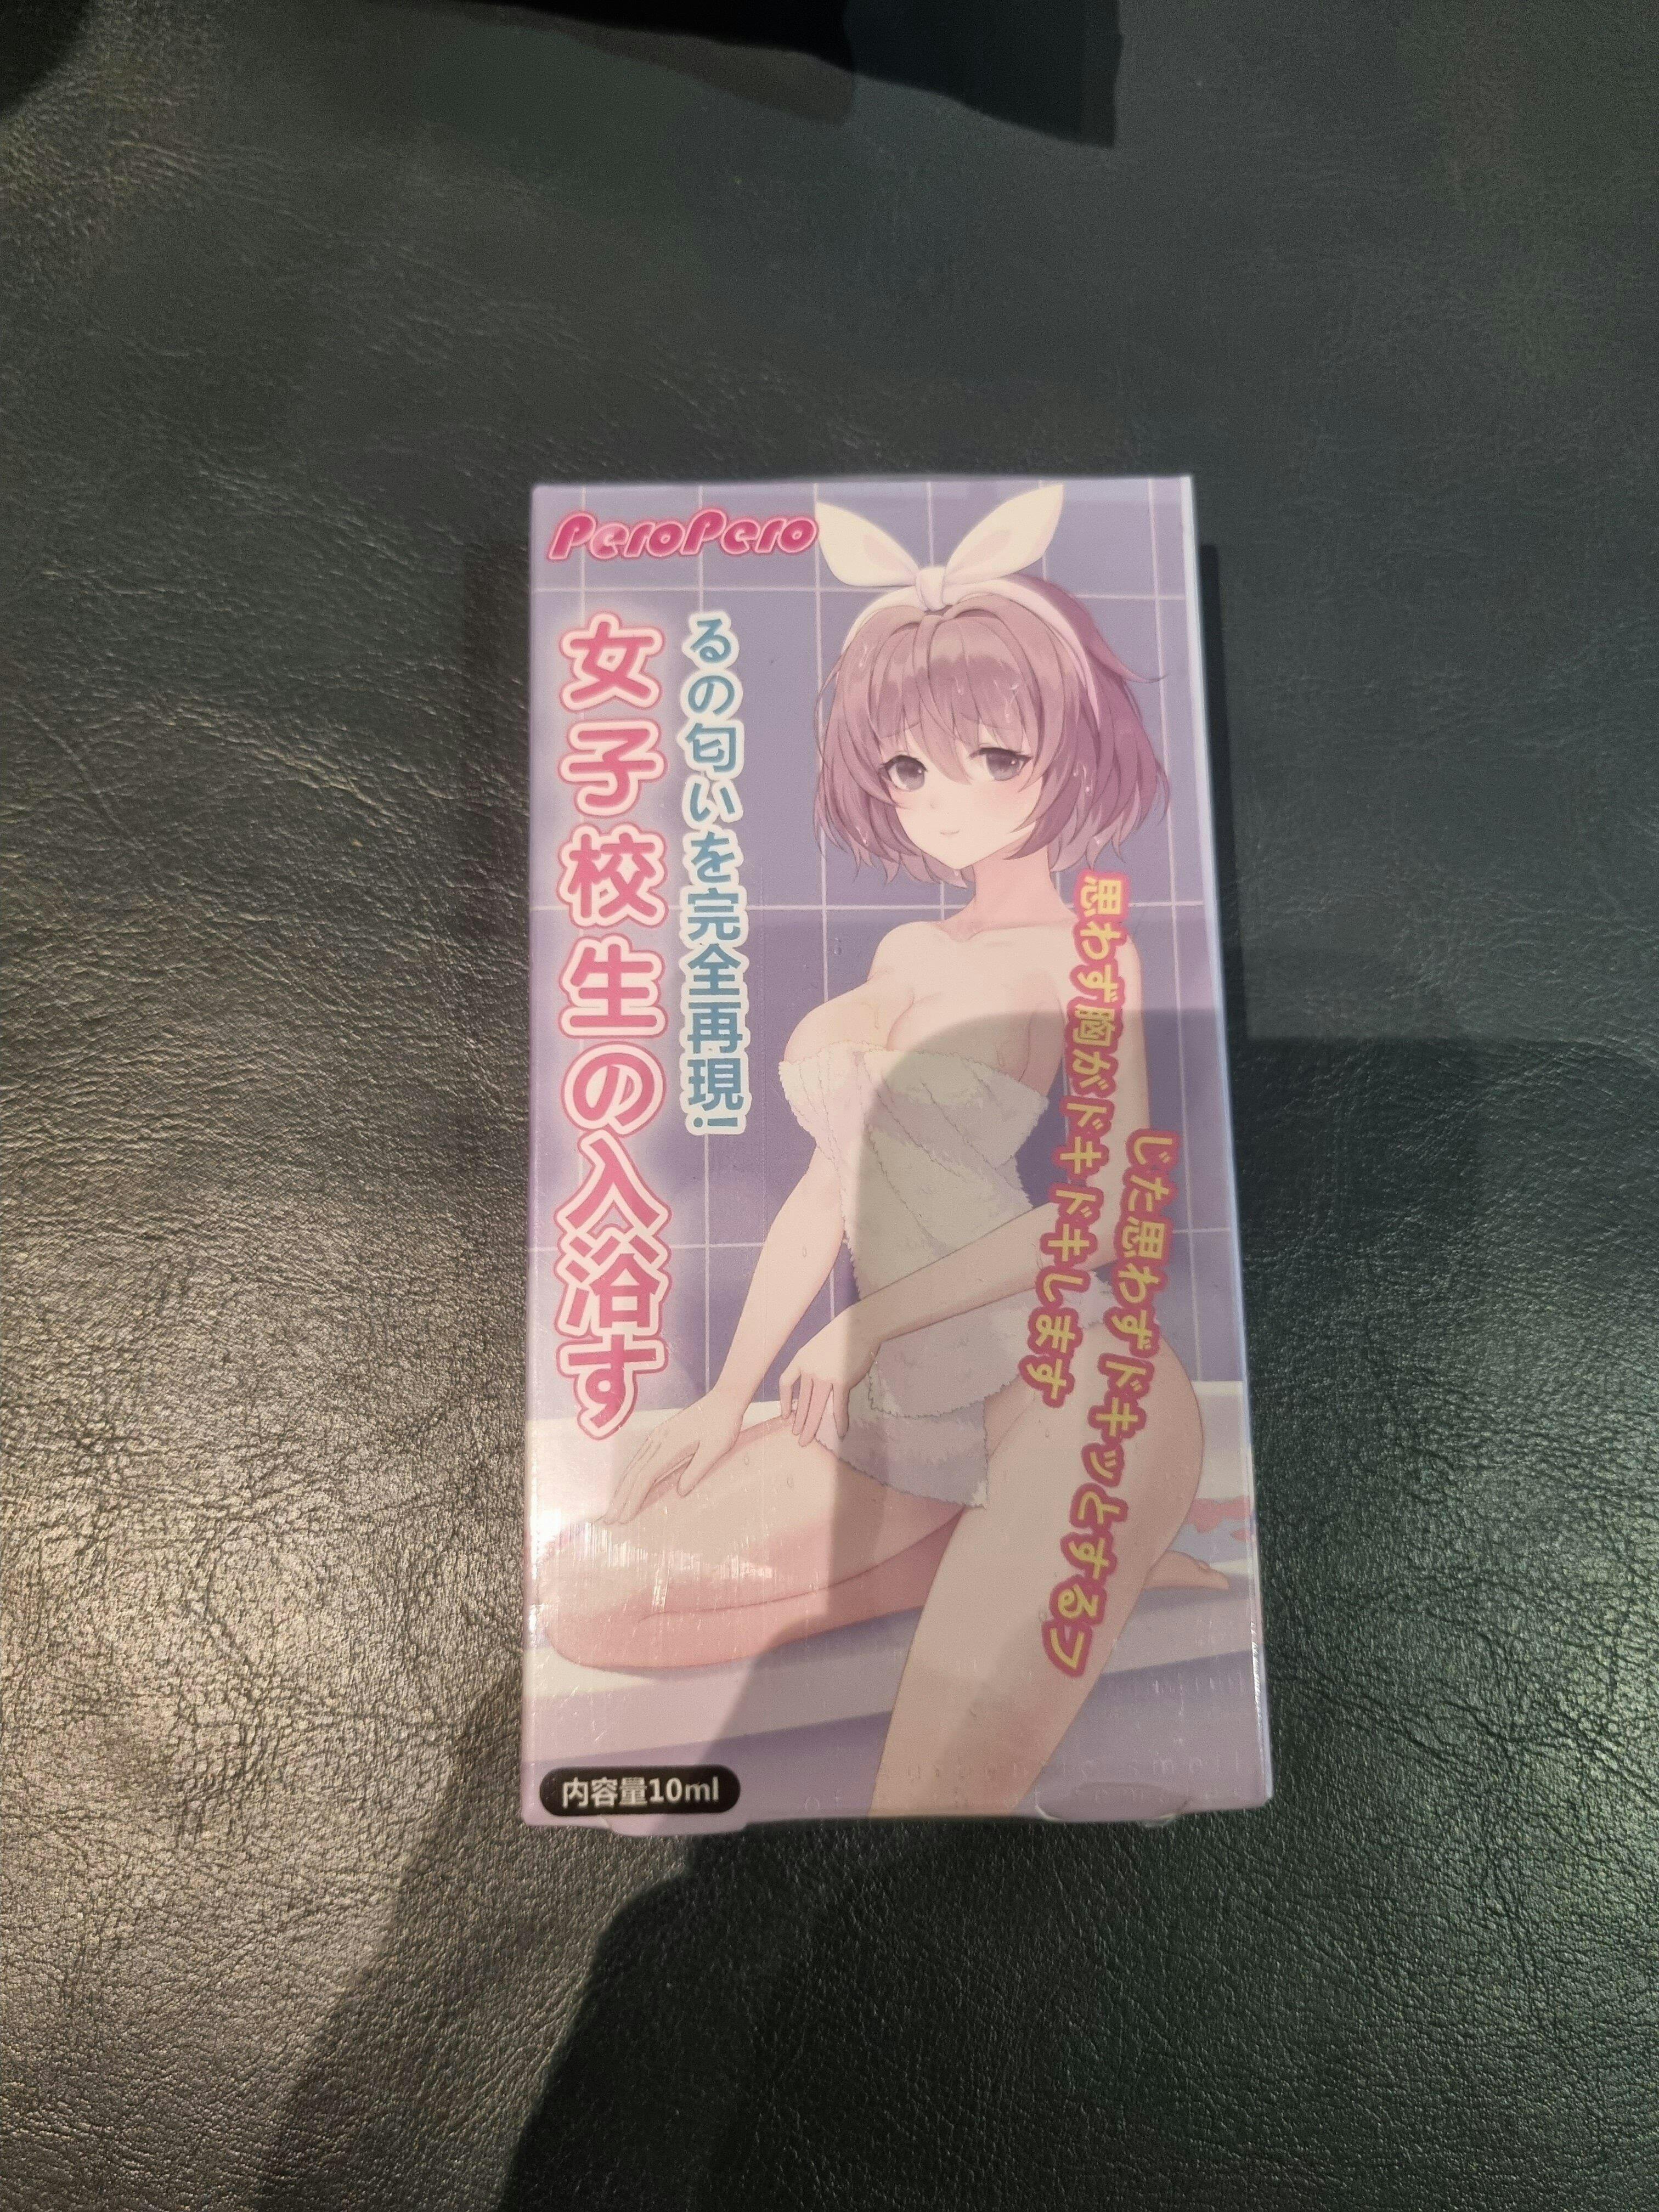 PeroPero
るの匂いを完全再現!
女子校生の入浴す
思わず胸がドキドキします
じた思わずドキッとするフ
内容量10ml